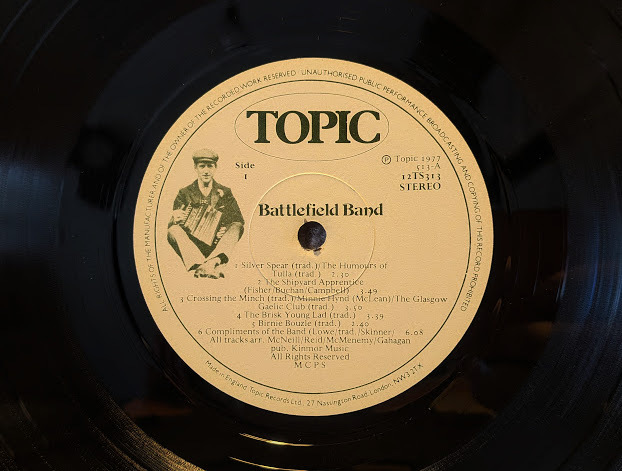 ALL RIGHTS OF THE MANUFACTURER AND OF THE OWNER OF THE RECORDED WORK RESERVED · UNAUTHORISED PUBLIC PERFORMANCE, BROADCASTING AND COPYING OF THIS RECORD PROHIBITED
TOPIC
Side
1
Ⓟ Topic 1977
513-A
12TS313
STEREO
Battlefield Band
1 Silver Spear (trad.)/The Humours of
Tulla (trad.) 2.30
2 The Shipyard Apprentice
(Fisher/Buchan/Campbell) 3.49
3 Crossing the Minch (trad.)/Minnie Hynd (McLean)/The Glasgow
Gaelic Club (trad.) 3.50
4 The Brisk Young Lad (trad.) 3.39
5 Birnie Bouzle (trad.) 2.40
6 Compliments of the Band (Lowe/trad./Skinner) 6.08
All tracks arr. McNeill/Reid/McMenemy/Gahagan
pub. Kinmor Music
All Rights Reserved
M C P S
Made in England. Topic Records Ltd., 27 Nassington Road, London, NW3 2TX